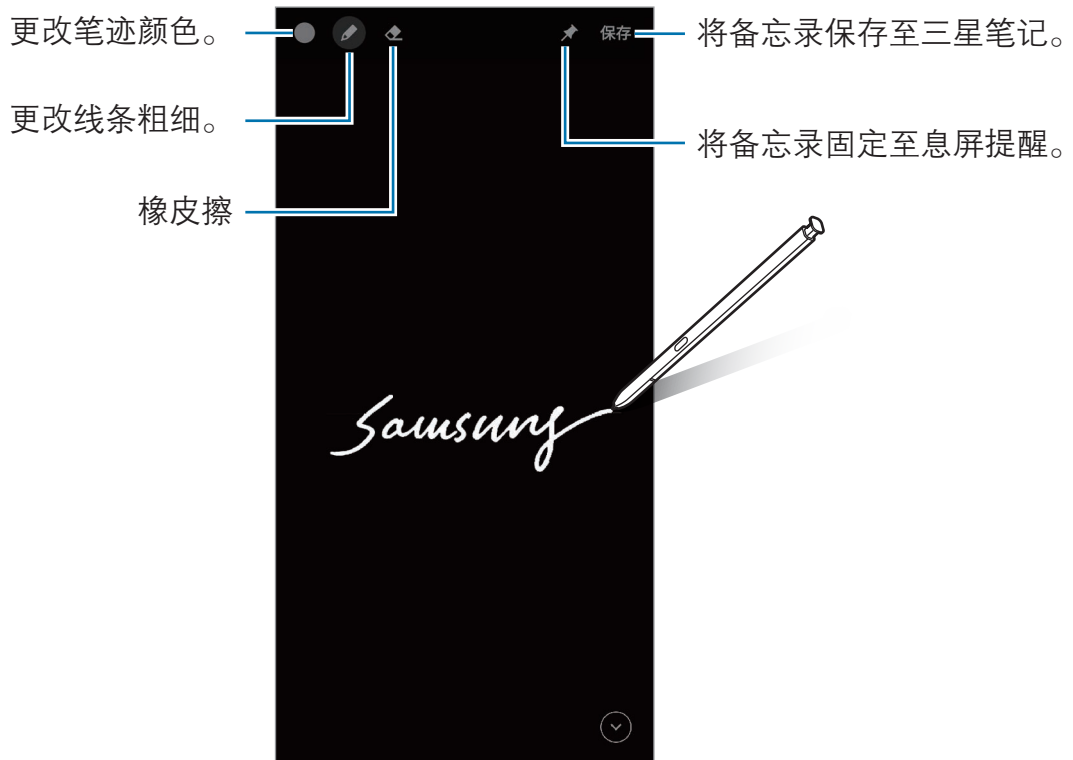 更改笔迹颜色。
保存
将备忘录保存至三星笔记。
更改线条粗细。
将备忘录固定至息屏提醒。
橡皮擦
Samsung